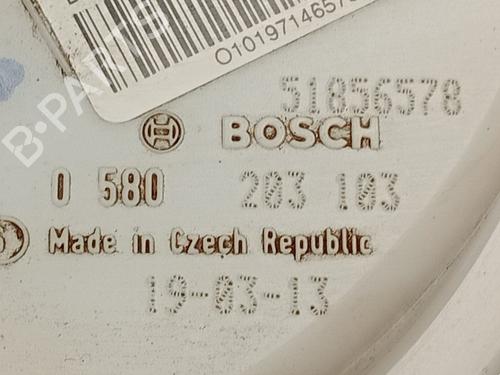 O1019714657
51856578
BOSCH
0 580 203 103
Made in Czech Republic
19-03-13
B-PARTS